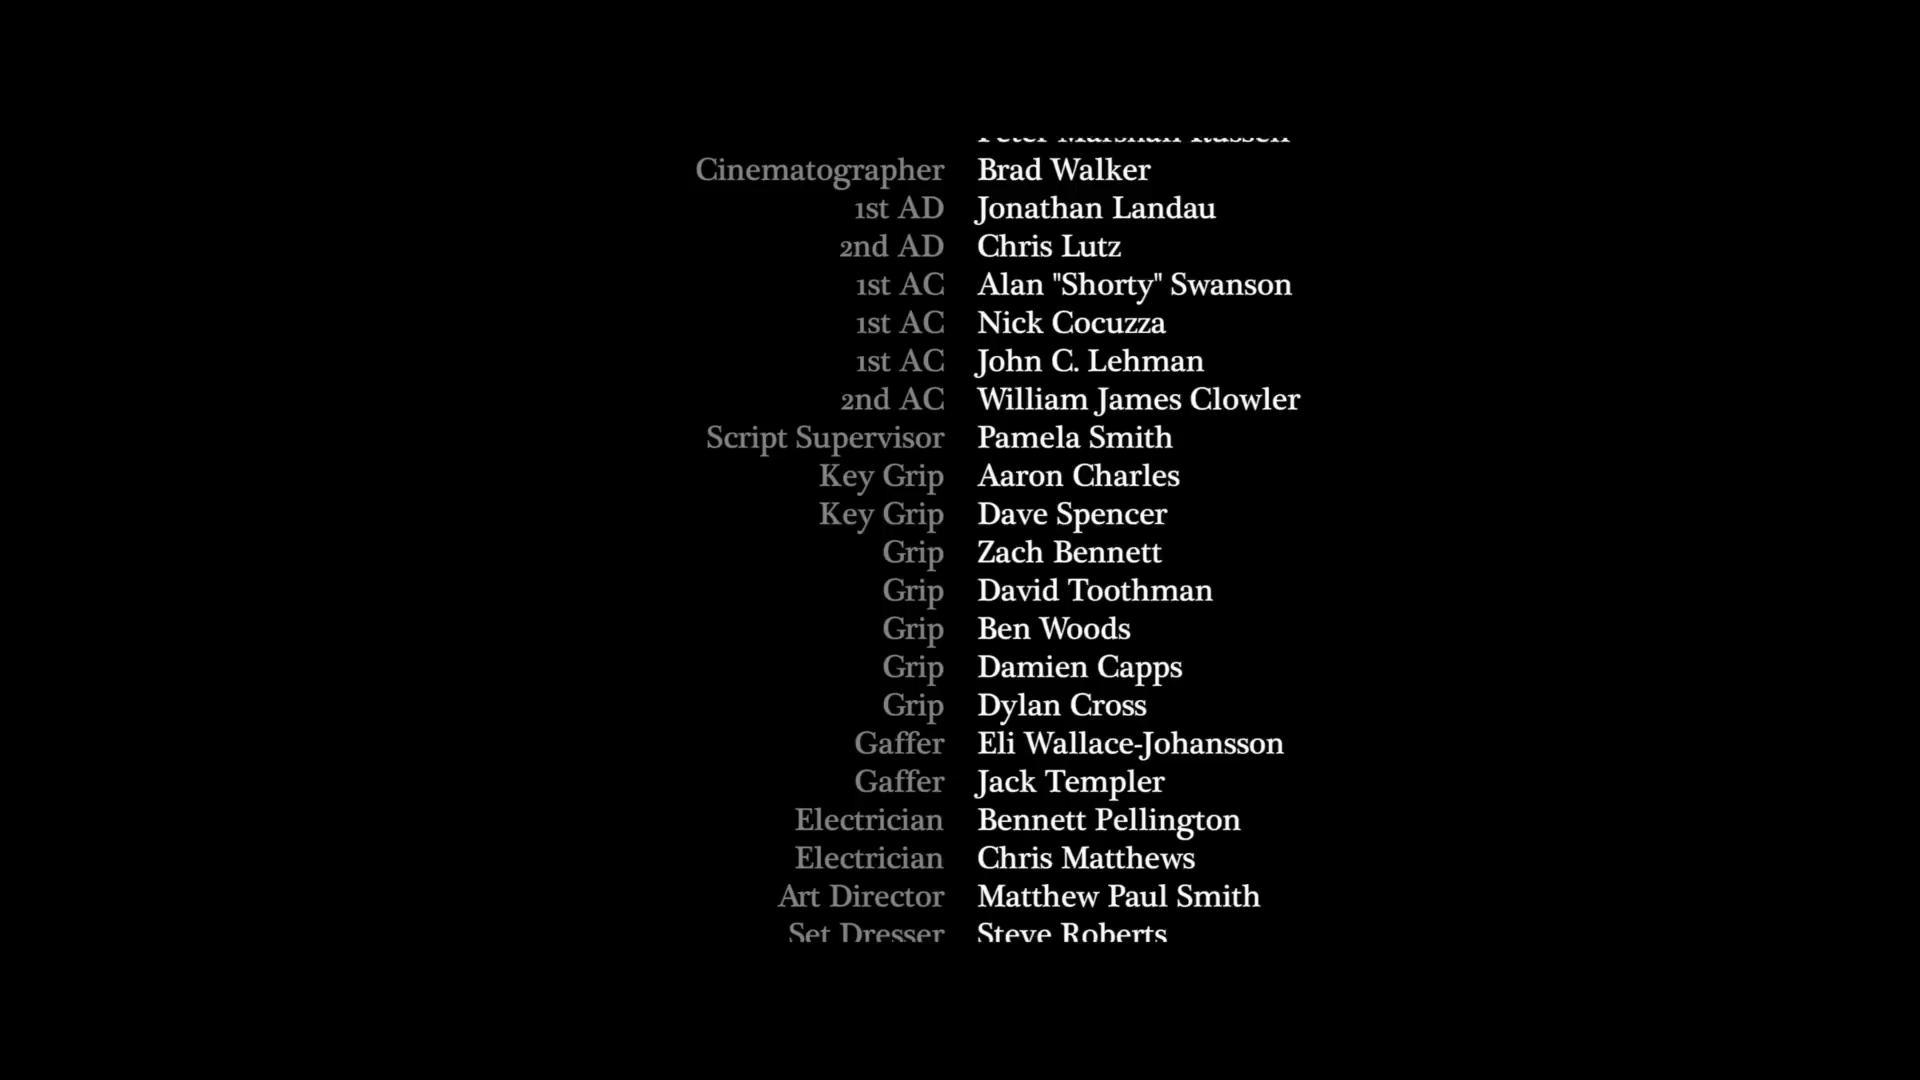 Peter Marshall Russell
Cinematographer Brad Walker
1st AD Jonathan Landau
2nd AD Chris Lutz
1st AC Alan "Shorty" Swanson
1st AC Nick Cocuzza
1st AC John C. Lehman
2nd AC William James Clowler
Script Supervisor Pamela Smith
Key Grip Aaron Charles
Key Grip Dave Spencer
Grip Zach Bennett
Grip David Toothman
Grip Ben Woods
Grip Damien Capps
Grip Dylan Cross
Gaffer Eli Wallace-Johansson
Gaffer Jack Templer
Electrician Bennett Pellington
Electrician Chris Matthews
Art Director Matthew Paul Smith
Set Dresser Steve Roberts